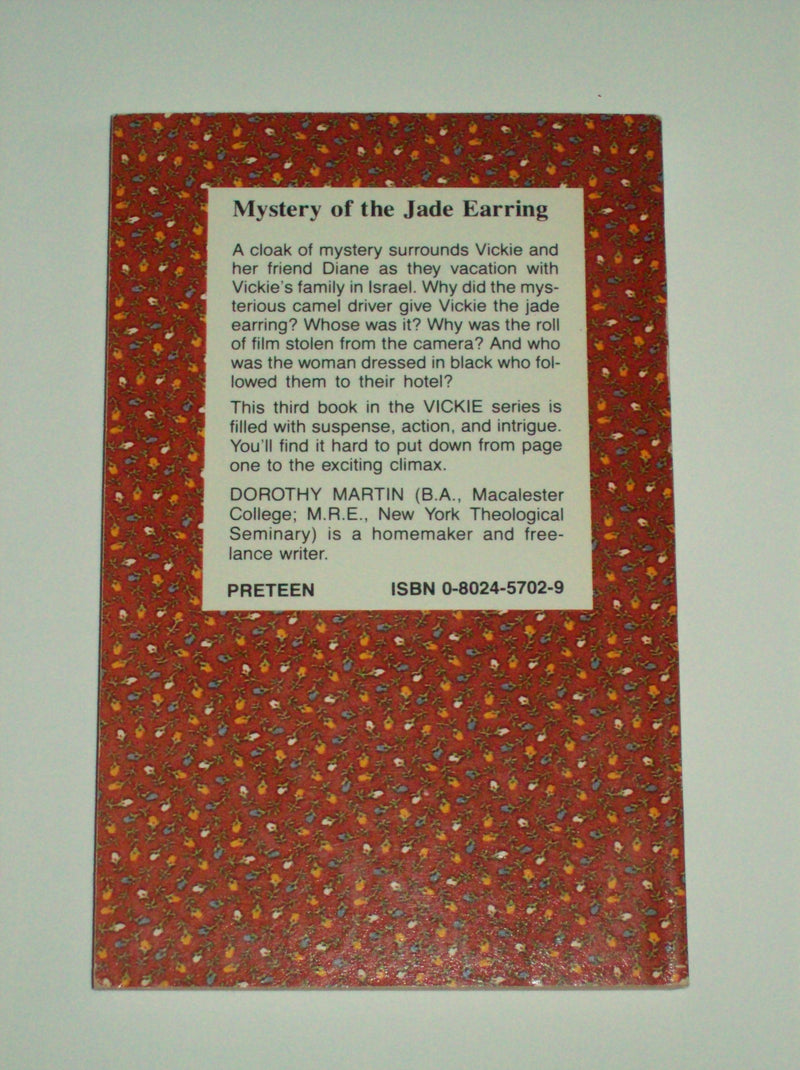 Mystery of the Jade Earring
A cloak of mystery surrounds Vickie and
her friend Diane as they vacation with
Vickie's family in Israel. Why did the mys-
terious camel driver give Vickie the jade
earring? Whose was it? Why was the roll
of film stolen from the camera? And who
was the woman dressed in black who fol-
lowed them to their hotel?
This third book in the VICKIE series is
filled with suspense, action, and intrigue.
You'll find it hard to put down from page
one to the exciting climax.
DOROTHY MARTIN (B.A., Macalester
College; M.R.E., New York Theological
Seminary) is a homemaker and free-
lance writer.
PRETEEN ISBN 0-8024-5702-9